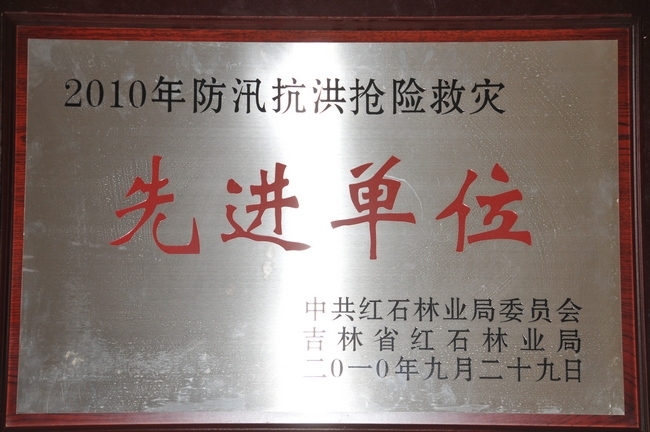 2010年防汛抗洪抢险救灾
先进单位
中共红石林业局委员会
吉林省红石林业局
二〇一〇年九月二十九日